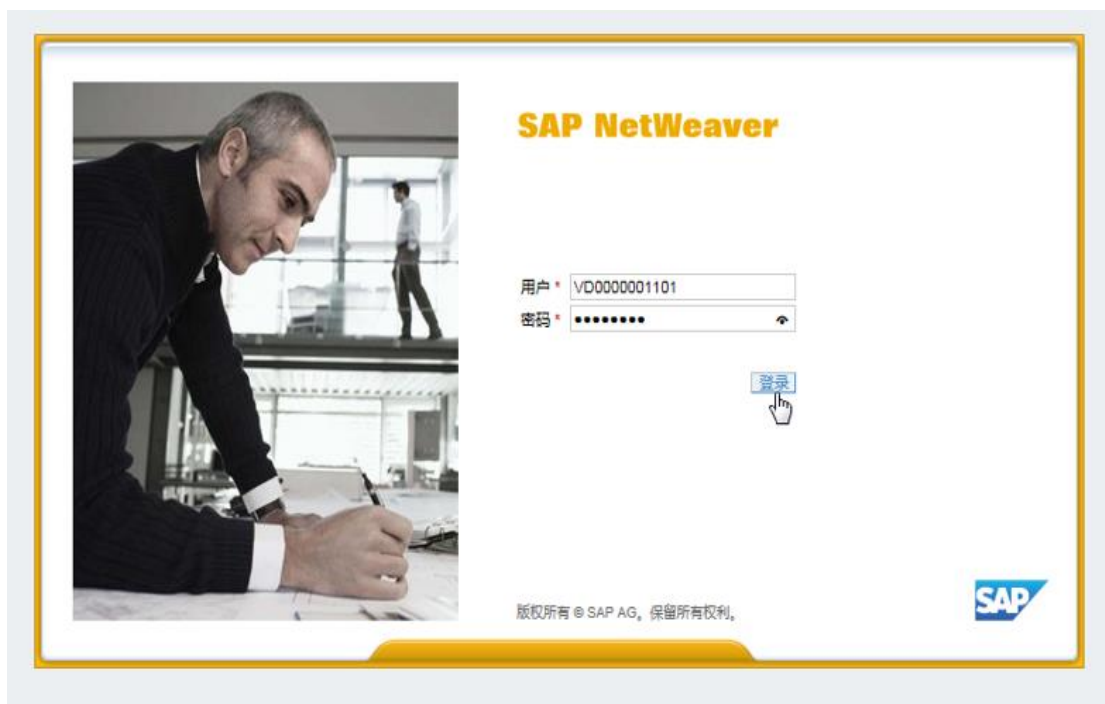 SAP NetWeaver
用户 * VD0000001101
密码 * ••••••••
登录
版权所有 © SAP AG。保留所有权利。
SAP